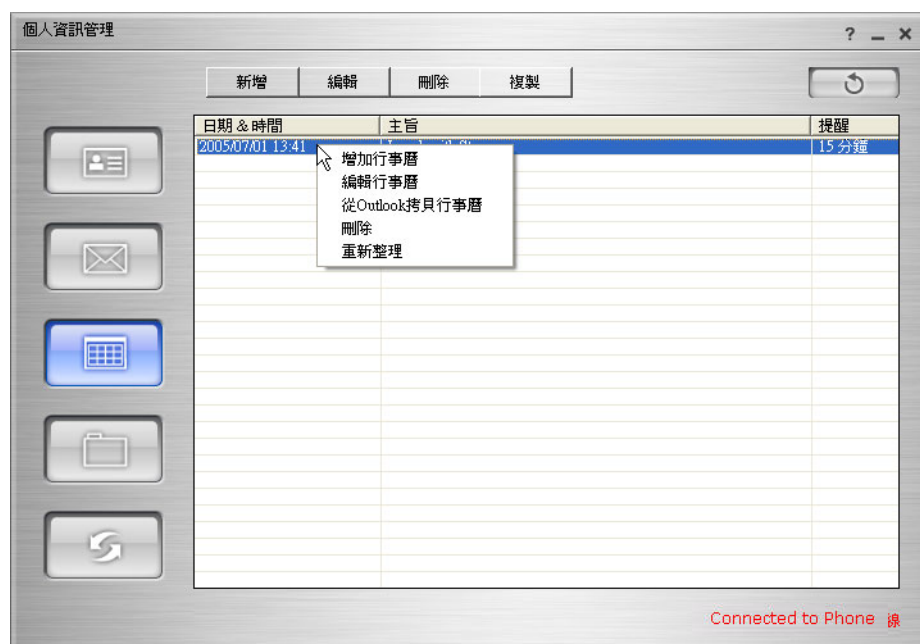 個人資訊管理
? _ ×
新增 編輯 刪除 複製
日期 & 時間 主旨 提醒
2005/07/01 13:41 15 分鐘
增加行事曆
編輯行事曆
從Outlook拷貝行事曆
刪除
重新整理
Connected to Phone 線